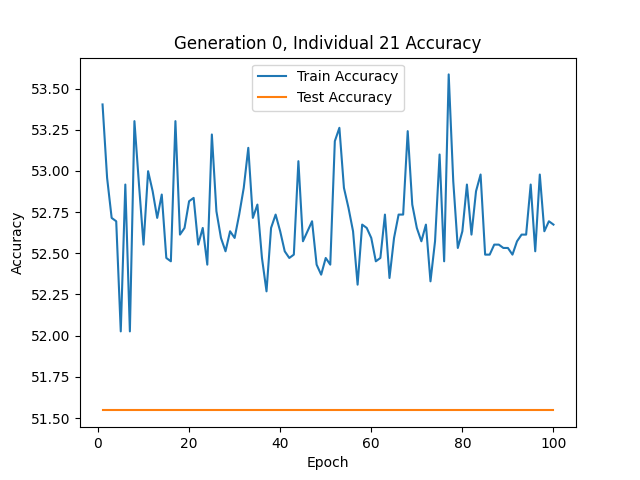 Generation 0, Individual 21 Accuracy
Train Accuracy
Test Accuracy
53.50
53.25
53.00
52.75
52.50
52.25
52.00
51.75
51.50
Accuracy
0 20 40 60 80 100
Epoch